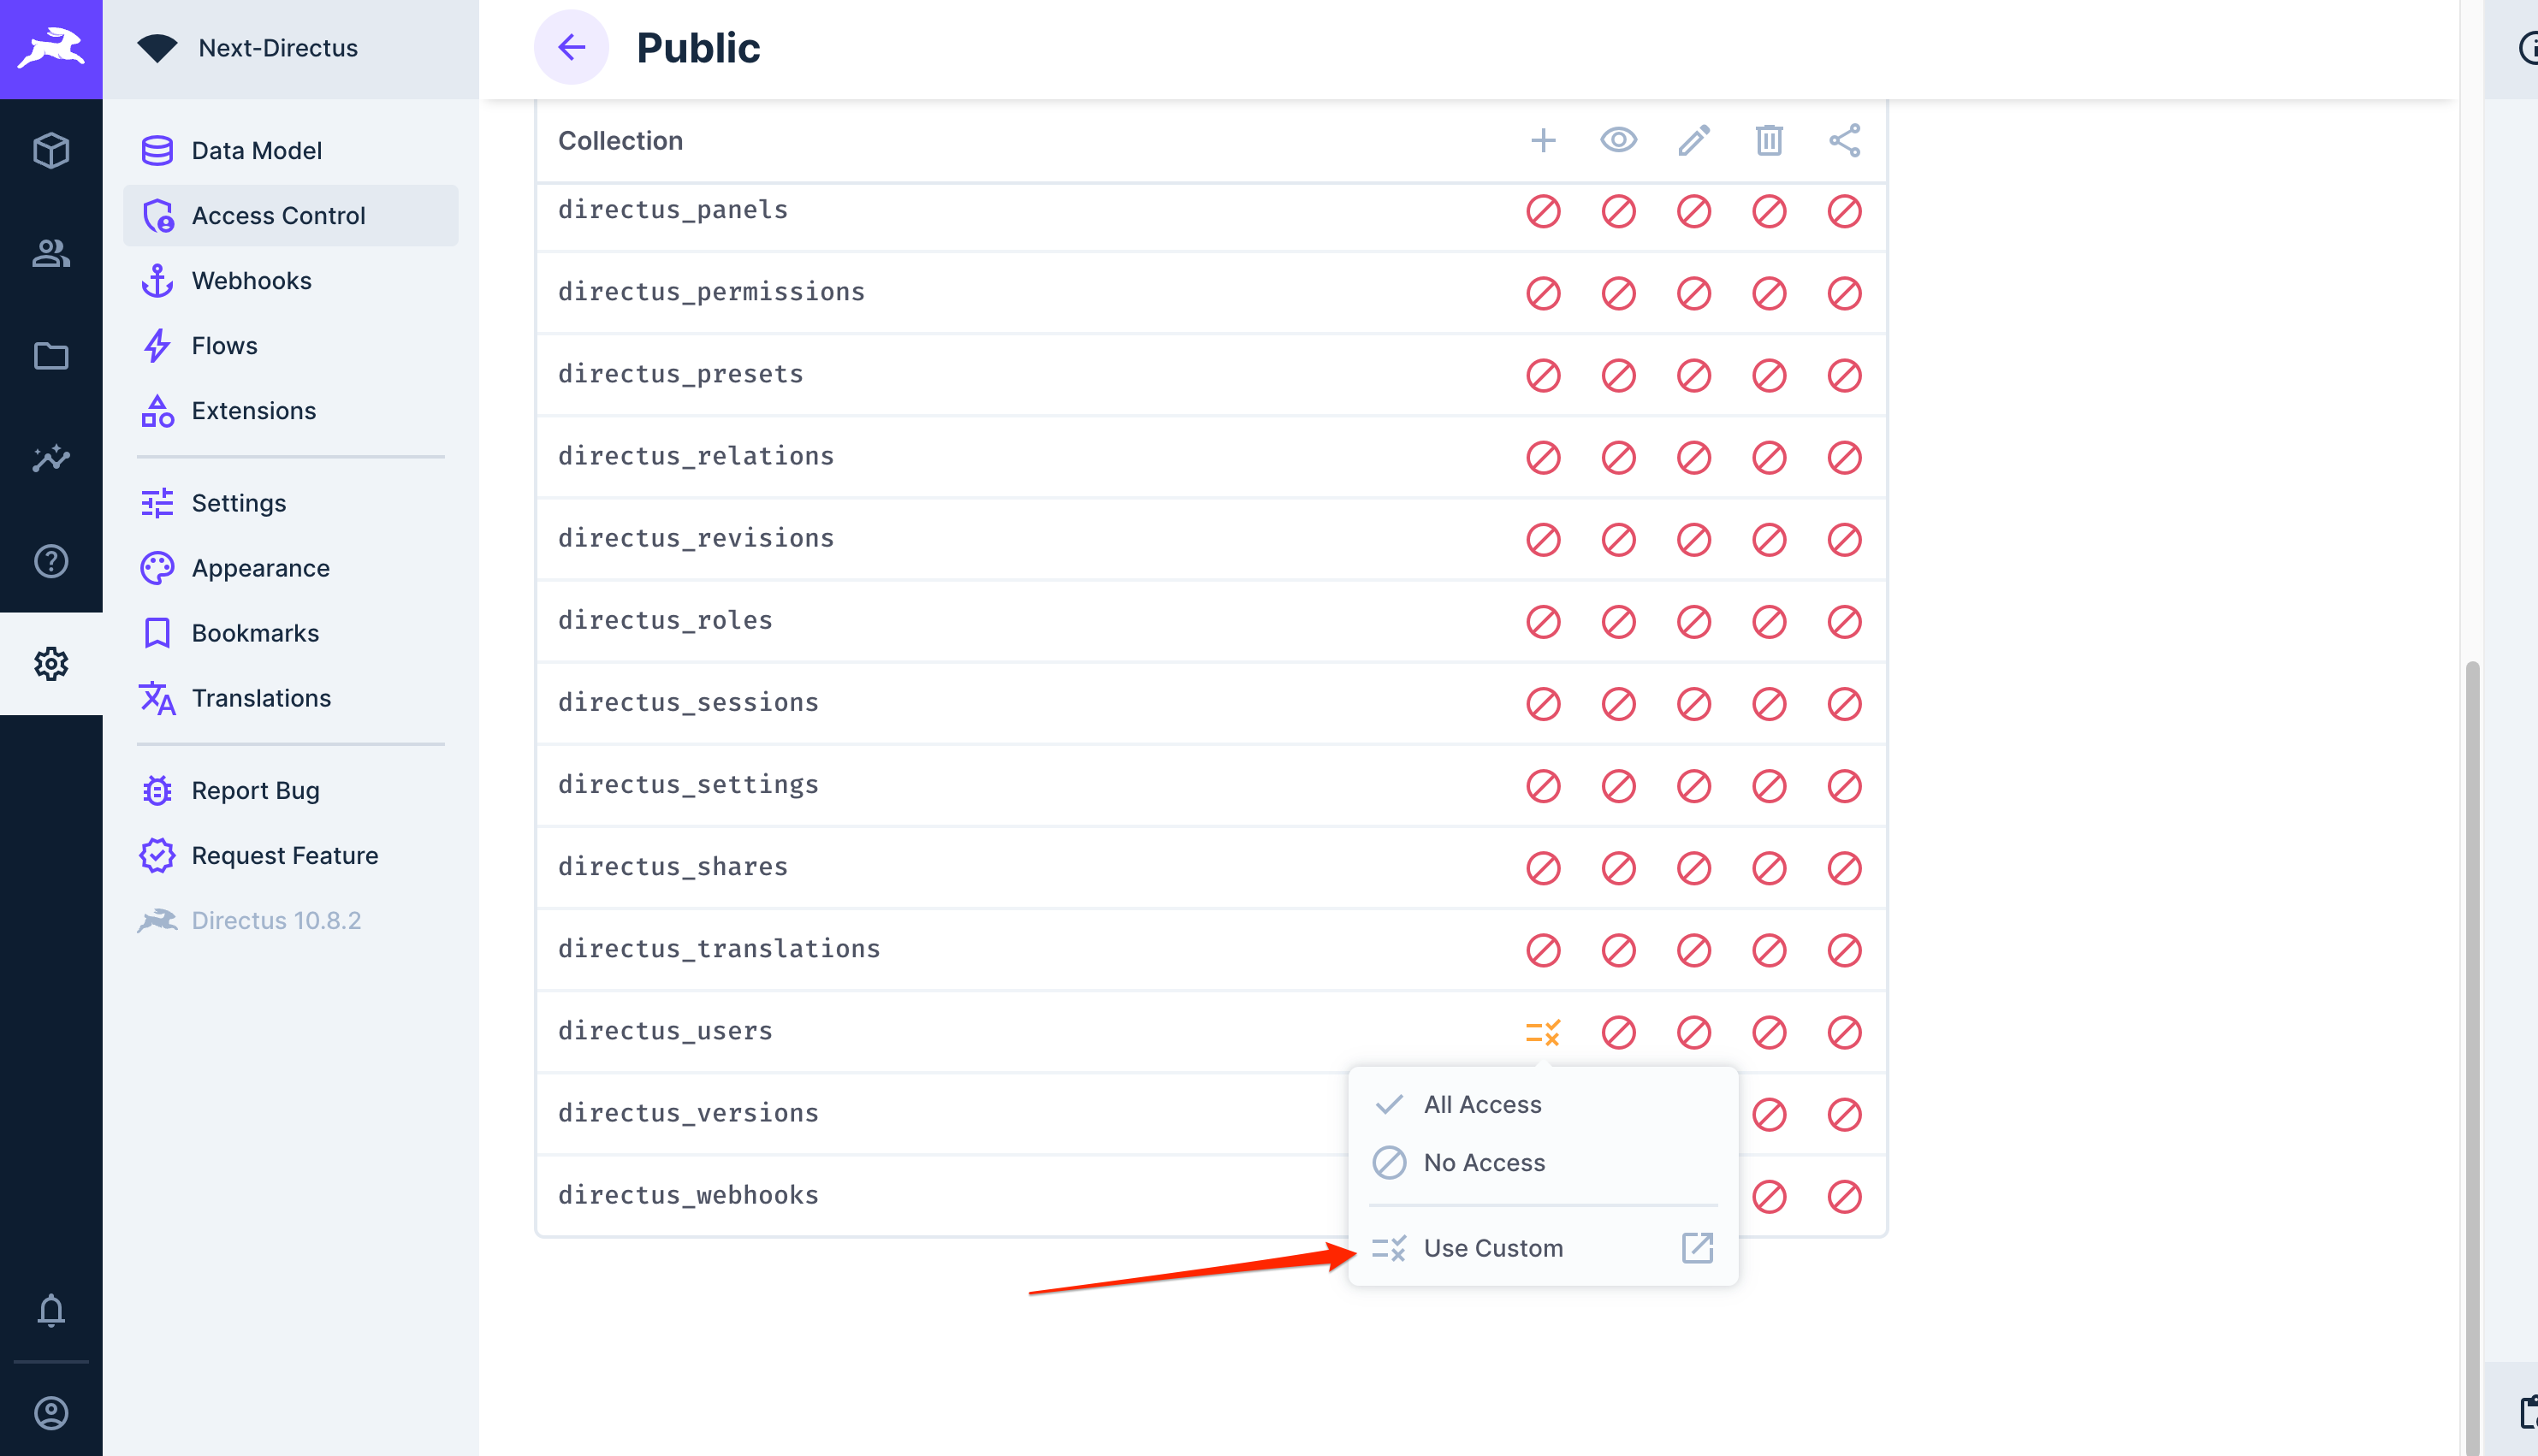 Next-Directus
Public
Data Model
Access Control
Webhooks
Flows
Extensions
Settings
Appearance
Bookmarks
Translations
Report Bug
Request Feature
Directus 10.8.2
Collection
directus_panels
directus_permissions
directus_presets
directus_relations
directus_revisions
directus_roles
directus_sessions
directus_settings
directus_shares
directus_translations
directus_users
directus_versions
directus_webhooks
All Access
No Access
Use Custom